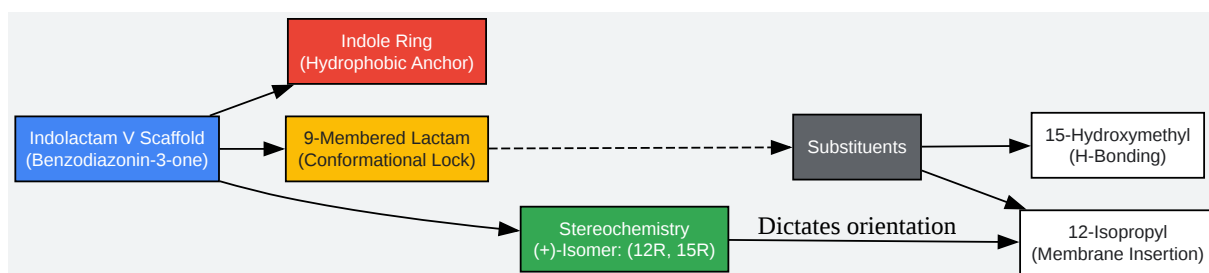 Indole Ring
(Hydrophobic Anchor)
Indolactam V Scaffold
(Benzodiazonin-3-one)
9-Membered Lactam
(Conformational Lock)
Substituents
15-Hydroxymethyl
(H-Bonding)
Stereochemistry
(+)-Isomer: (12R, 15R)
Dictates orientation
12-Isopropyl
(Membrane Insertion)